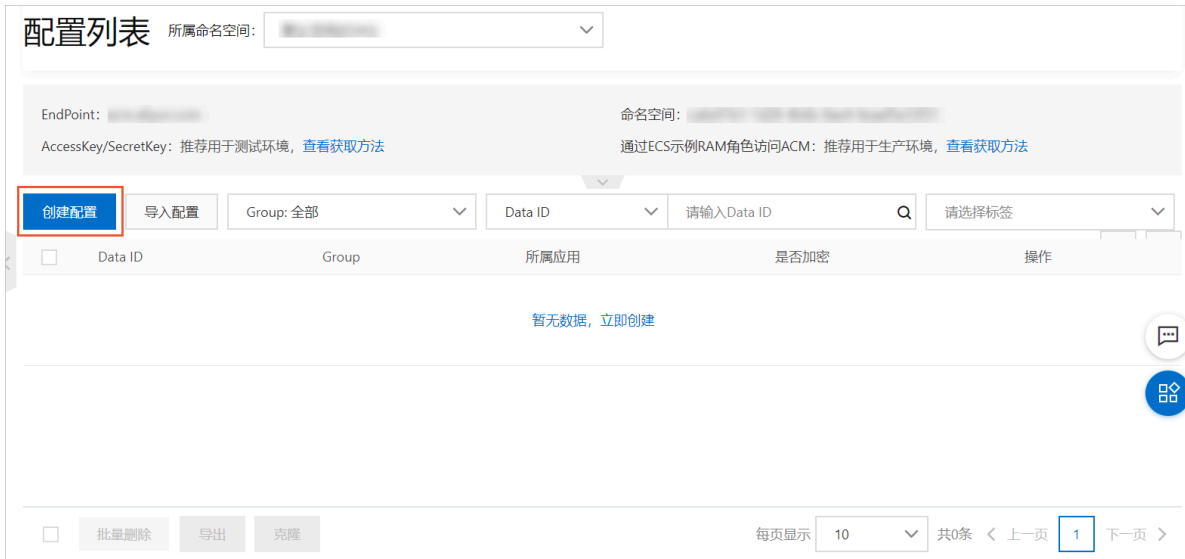 配置列表 所属命名空间：
EndPoint： 命名空间：
AccessKey/SecretKey：推荐用于测试环境，查看获取方法 通过ECS示例RAM角色访问ACM：推荐用于生产环境，查看获取方法
创建配置 导入配置 Group: 全部 Data ID 请输入Data ID 请选择标签
Data ID Group 所属应用 是否加密 操作
暂无数据，立即创建
批量删除 导出 克隆 每页显示 10 共0条 上一页 1 下一页